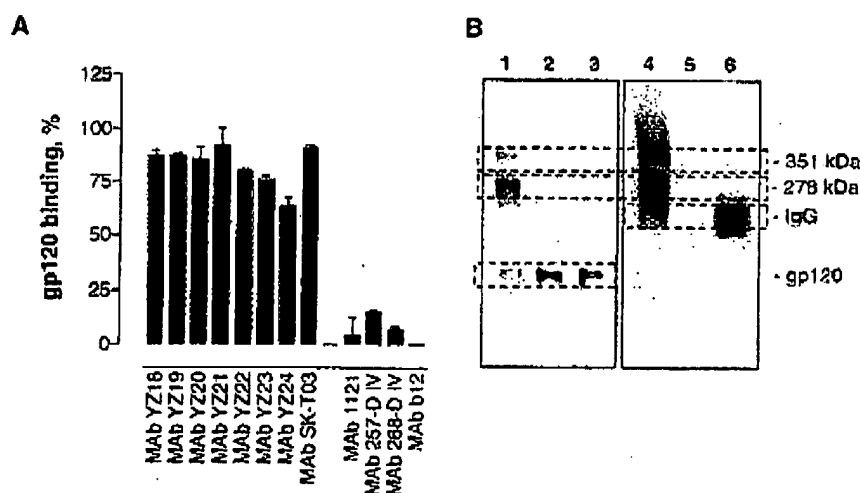 A
gp120 binding, %
125
100
75
50
25
0
MAb YZ18
MAb YZ19
MAb YZ20
MAb YZ21
MAb YZ22
MAb YZ23
MAb YZ24
MAb SK-T03
MAb 1121
MAb 257-D IV
MAb 268-D IV
MAb b12
B
1 2 3 4 5 6
- 351 kDa
- 278 kDa
- IgG
- gp120